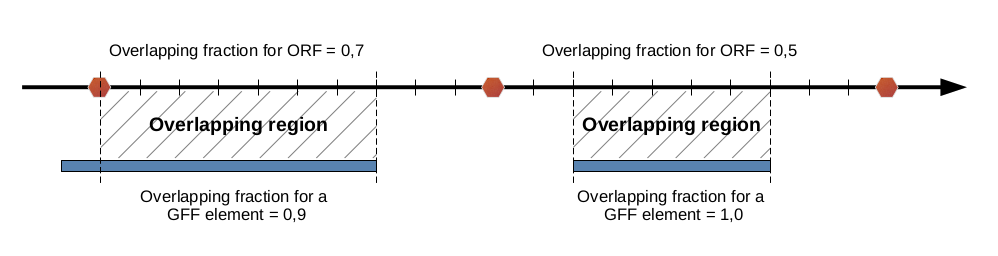 Overlapping fraction for ORF = 0,7
Overlapping fraction for ORF = 0,5
Overlapping region
Overlapping region
Overlapping fraction for a
GFF element = 0,9
Overlapping fraction for a
GFF element = 1,0